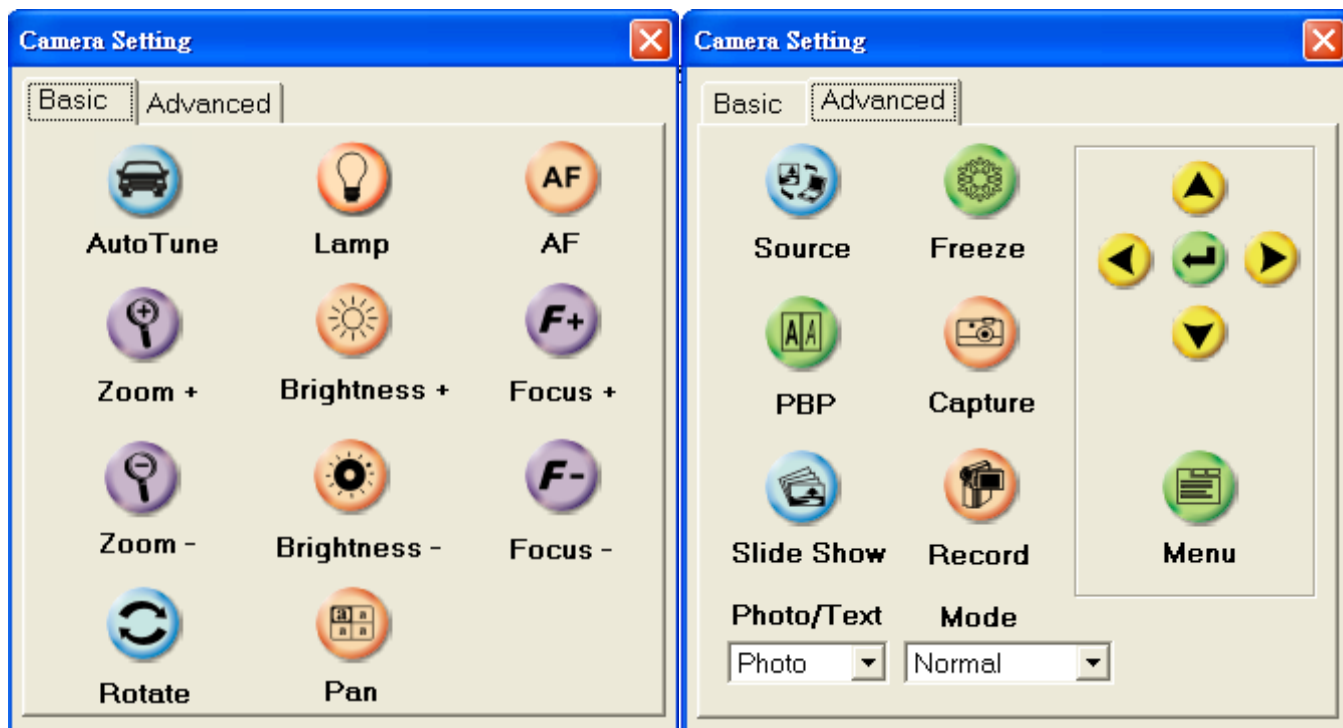 Camera Setting
Basic
Advanced
AF
AutoTune
Lamp
AF
F+
Zoom +
Brightness +
Focus +
F-
Zoom -
Brightness -
Focus -
a a
a a
Rotate
Pan
Camera Setting
Basic
Advanced
Source
Freeze
A A
PBP
Capture
Slide Show
Record
Menu
Photo/Text
Mode
Photo
Normal